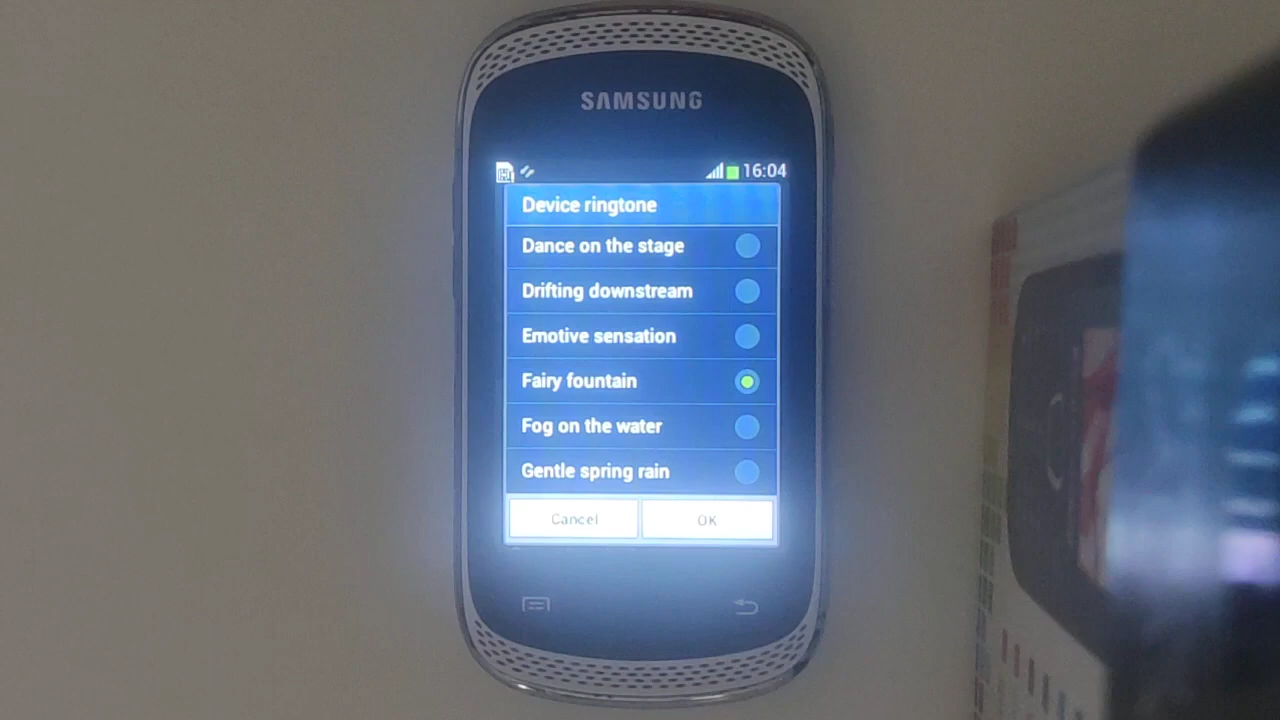 SAMSUNG
16:04
Device ringtone
Dance on the stage
Drifting downstream
Emotive sensation
Fairy fountain
Fog on the water
Gentle spring rain
Cancel
OK